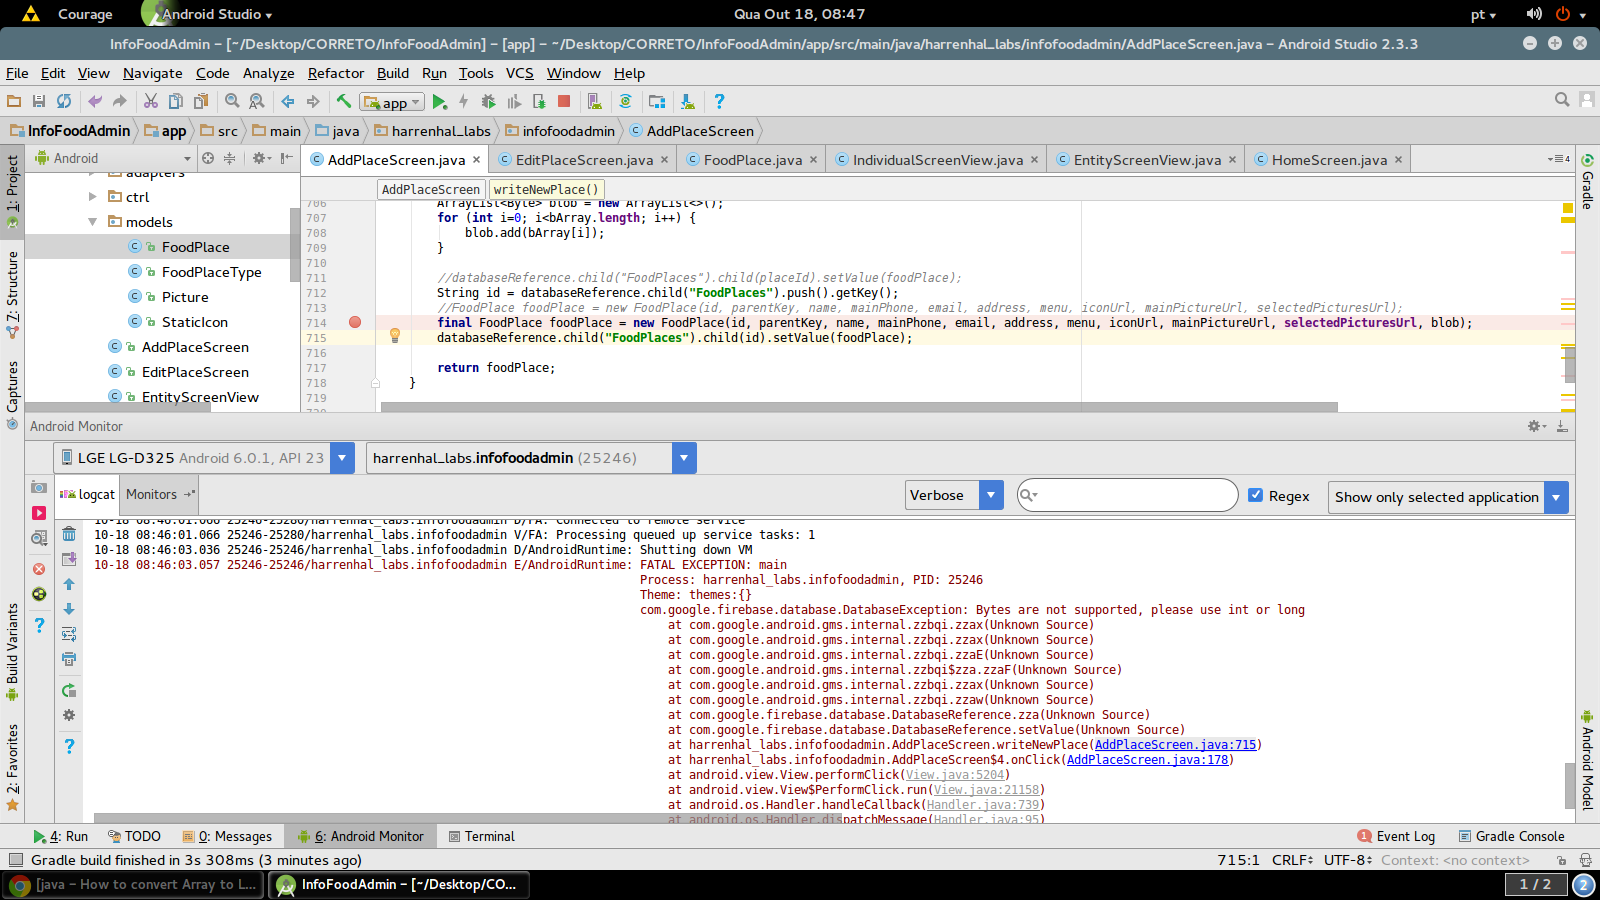 Courage
Android Studio
Qua Out 18, 08:47
pt
InfoFoodAdmin – [~/Desktop/CORRETO/InfoFoodAdmin] – [app] – ~/Desktop/CORRETO/InfoFoodAdmin/app/src/main/java/harrenhal_labs/infofoodadmin/AddPlaceScreen.java – Android Studio 2.3.3
File Edit View Navigate Code Analyze Refactor Build Run Tools VCS Window Help
app
InfoFoodAdmin app src main java harrenhal_labs infofoodadmin AddPlaceScreen
Android
AddPlaceScreen.java EditPlaceScreen.java FoodPlace.java IndividualScreenView.java EntityScreenView.java HomeScreen.java
4
1: Project
7: Structure
Captures
Build Variants
2: Favorites
adapters
ctrl
models
FoodPlace
FoodPlaceType
Picture
StaticIcon
AddPlaceScreen
EditPlaceScreen
EntityScreenView
AddPlaceScreen writeNewPlace()
706 ArrayList<Byte> blob = new ArrayList<>();
707 for (int i=0; i<bArray.length; i++) {
708 blob.add(bArray[i]);
709 }
710
711 //databaseReference.child("FoodPlaces").child(placeId).setValue(foodPlace);
712 String id = databaseReference.child("FoodPlaces").push().getKey();
713 //FoodPlace foodPlace = new FoodPlace(id, parentKey, name, mainPhone, email, address, menu, iconUrl, mainPictureUrl, selectedPicturesUrl);
714 final FoodPlace foodPlace = new FoodPlace(id, parentKey, name, mainPhone, email, address, menu, iconUrl, mainPictureUrl, selectedPicturesUrl, blob);
715 databaseReference.child("FoodPlaces").child(id).setValue(foodPlace);
716
717 return foodPlace;
718 }
719
Gradle
Android Model
Android Monitor
LGE LG-D325 Android 6.0.1, API 23
harrenhal_labs.infofoodadmin (25246)
logcat Monitors
Verbose
Regex
Show only selected application
10-18 08:46:01.066 25246-25280/harrenhal_labs.infofoodadmin D/FA: Connected to remote service
10-18 08:46:01.066 25246-25280/harrenhal_labs.infofoodadmin V/FA: Processing queued up service tasks: 1
10-18 08:46:03.036 25246-25246/harrenhal_labs.infofoodadmin D/AndroidRuntime: Shutting down VM
10-18 08:46:03.057 25246-25246/harrenhal_labs.infofoodadmin E/AndroidRuntime: FATAL EXCEPTION: main
Process: harrenhal_labs.infofoodadmin, PID: 25246
Theme: themes:{}
com.google.firebase.database.DatabaseException: Bytes are not supported, please use int or long
at com.google.android.gms.internal.zzbqi.zzax(Unknown Source)
at com.google.android.gms.internal.zzbqi.zzax(Unknown Source)
at com.google.android.gms.internal.zzbqi.zzaE(Unknown Source)
at com.google.android.gms.internal.zzbqi$zza.zzaF(Unknown Source)
at com.google.android.gms.internal.zzbqi.zzax(Unknown Source)
at com.google.android.gms.internal.zzbqi.zzaw(Unknown Source)
at com.google.firebase.database.DatabaseReference.zza(Unknown Source)
at com.google.firebase.database.DatabaseReference.setValue(Unknown Source)
at harrenhal_labs.infofoodadmin.AddPlaceScreen.writeNewPlace(AddPlaceScreen.java:715)
at harrenhal_labs.infofoodadmin.AddPlaceScreen$4.onClick(AddPlaceScreen.java:178)
at android.view.View.performClick(View.java:5204)
at android.view.View$PerformClick.run(View.java:21158)
at android.os.Handler.handleCallback(Handler.java:739)
at android.os.Handler.dispatchMessage(Handler.java:95)
4: Run TODO 0: Messages 6: Android Monitor Terminal
1 Event Log Gradle Console
Gradle build finished in 3s 308ms (3 minutes ago)
715:1 CRLF UTF-8 Context: <no context>
[java – How to convert Array to L...
InfoFoodAdmin – [~/Desktop/CO...
1 / 2
2